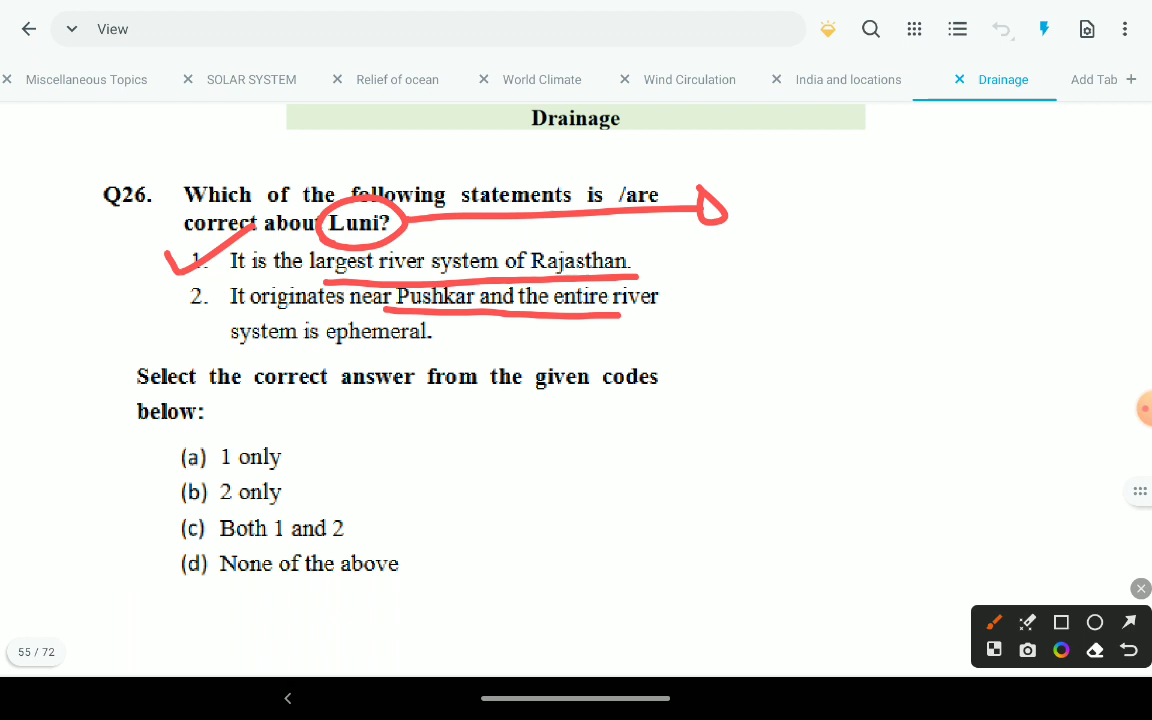 View
Miscellaneous Topics
SOLAR SYSTEM
Relief of ocean
World Climate
Wind Circulation
India and locations
Drainage
Add Tab +
Drainage
Q26. Which of the following statements is /are
correct about Luni?
1. It is the largest river system of Rajasthan.
2. It originates near Pushkar and the entire river
system is ephemeral.
Select the correct answer from the given codes
below:
(a) 1 only
(b) 2 only
(c) Both 1 and 2
(d) None of the above
55 / 72